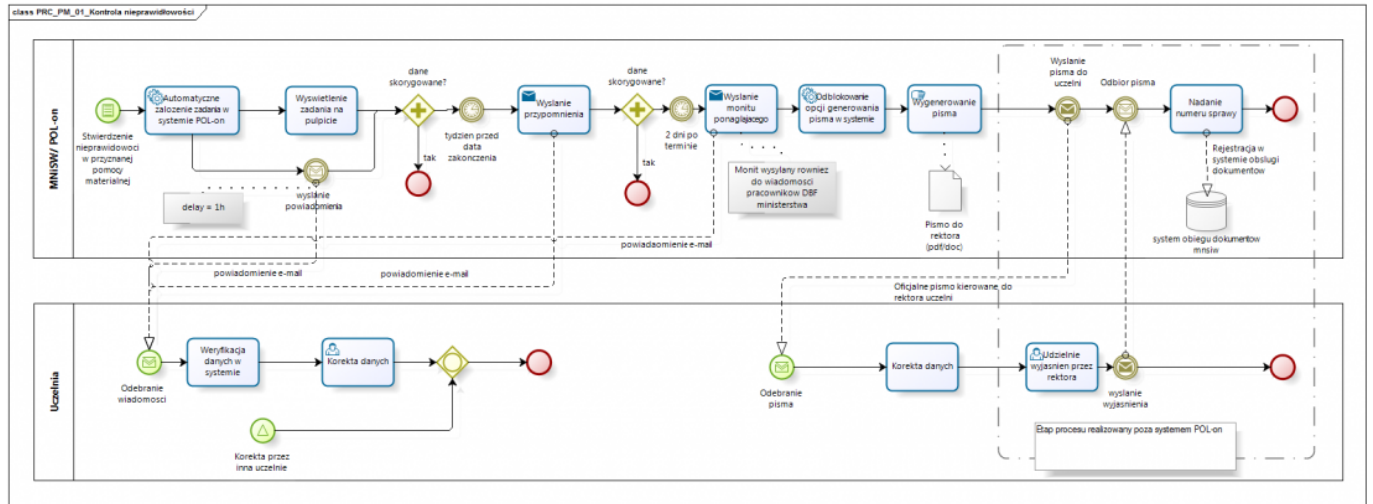 class PRC_PM_01_Kontrola nieprawidłowości
MNiSW/ POL-on
Stwierdzenie
nieprawidowoci
w przyznanej
pomocy
materialnej
Automatyczne
zalozenie zadania w
systemie POL-on
Wyswietlenie
zadania na
pulpicie
wyslanie
powiadomienia
delay = 1h
dane
skorygowane?
tak
tydzien przed
data
zakonczenia
Wyslanie
przypomnienia
dane
skorygowane?
tak
2 dni po
terminie
Wyslanie
monitu
ponaglajacego
Monit wysylany rowniez
do wiadomosci
pracownikow DBF
ministerstwa
Odblokowanie
opcji generowania
pisma w systemie
Wygenerowanie
pisma
Pismo do
rektora
(pdf/doc)
Wyslanie
pisma do
uczelni
Odbior pisma
Nadanie
numeru sprawy
Rejestracja w
systemie obslugi
dokumentow
system obiegu dokumentow
mnsiw
powiadomienie e-mail
powiadomienie e-mail
powiadaomienie e-mail
Oficjalne pismo kierowane do
rektora uczelni
Uczelnia
Odebranie
wiadomosci
Weryfikacja
danych w
systemie
Korekta danych
Korekta przez
inna uczelnie
Odebranie
pisma
Korekta danych
Udzielnie
wyjasnien przez
rektora
wyslanie
wyjasnienia
Etap procesu realizowany poza systemem POL-on